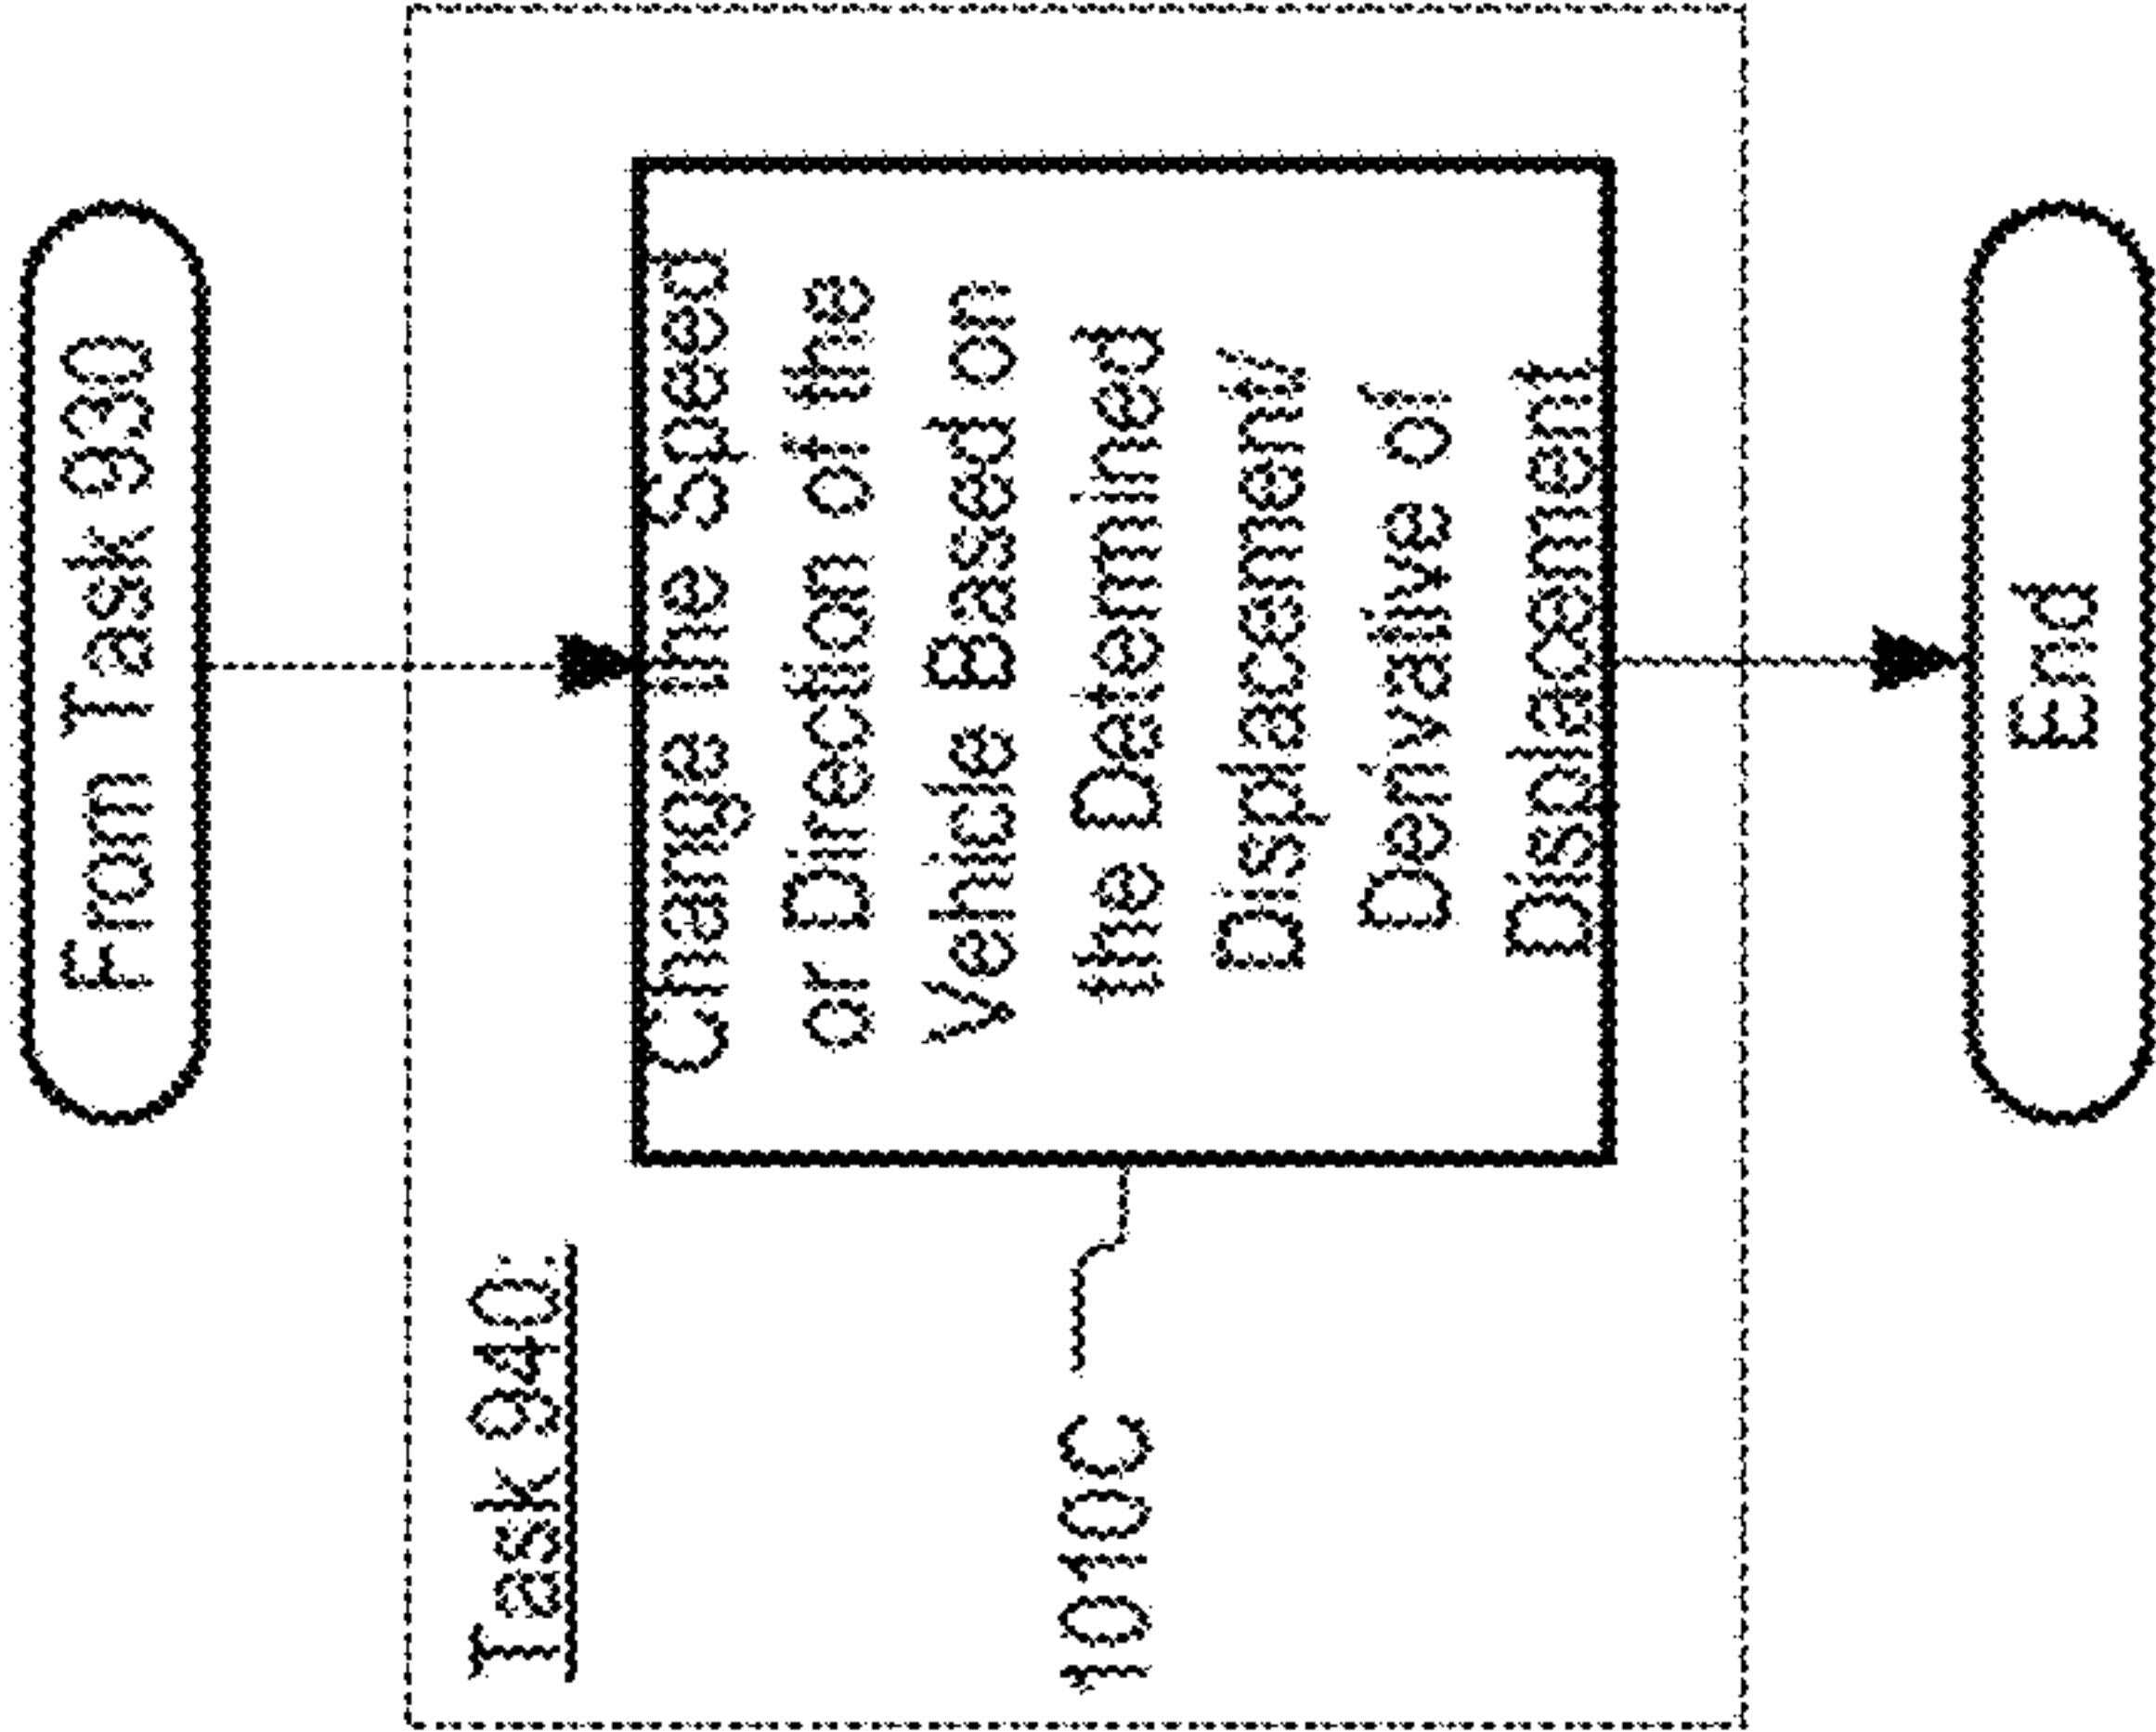 From Task 930
Task 940:
Change the Speed
or Direction of the
Vehicle Based on
the Determined
Displacement/
Derivative of
Displacement
1010C
End